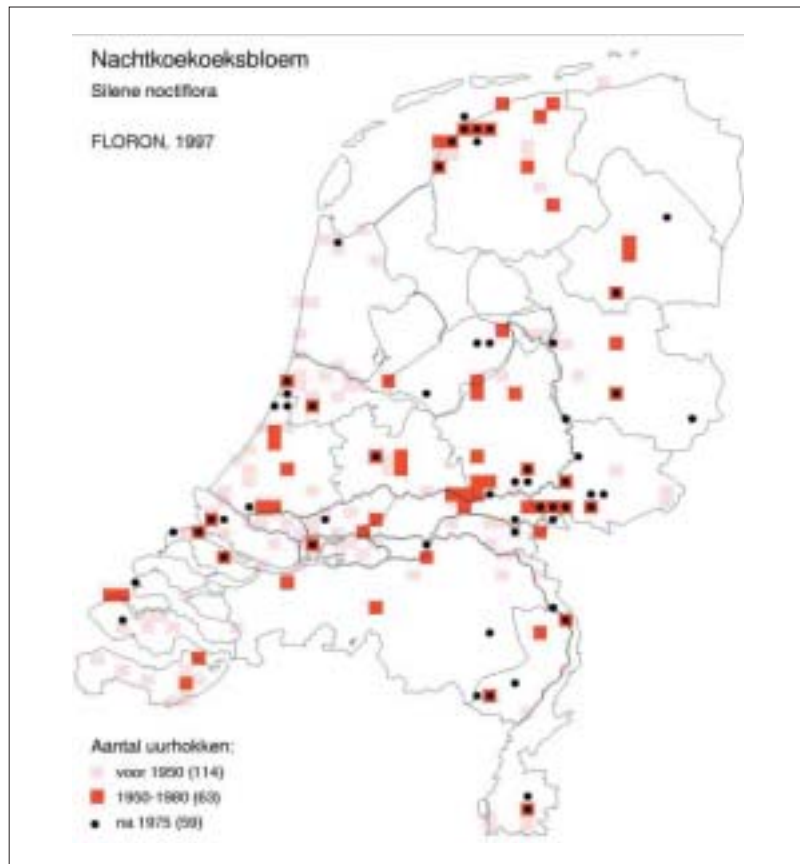 Nachtkoekoeksbloem
Silene noctiflora
FLORON, 1997
Aantal uurhokken:
voor 1950 (114)
1950-1980 (63)
na 1975 (59)